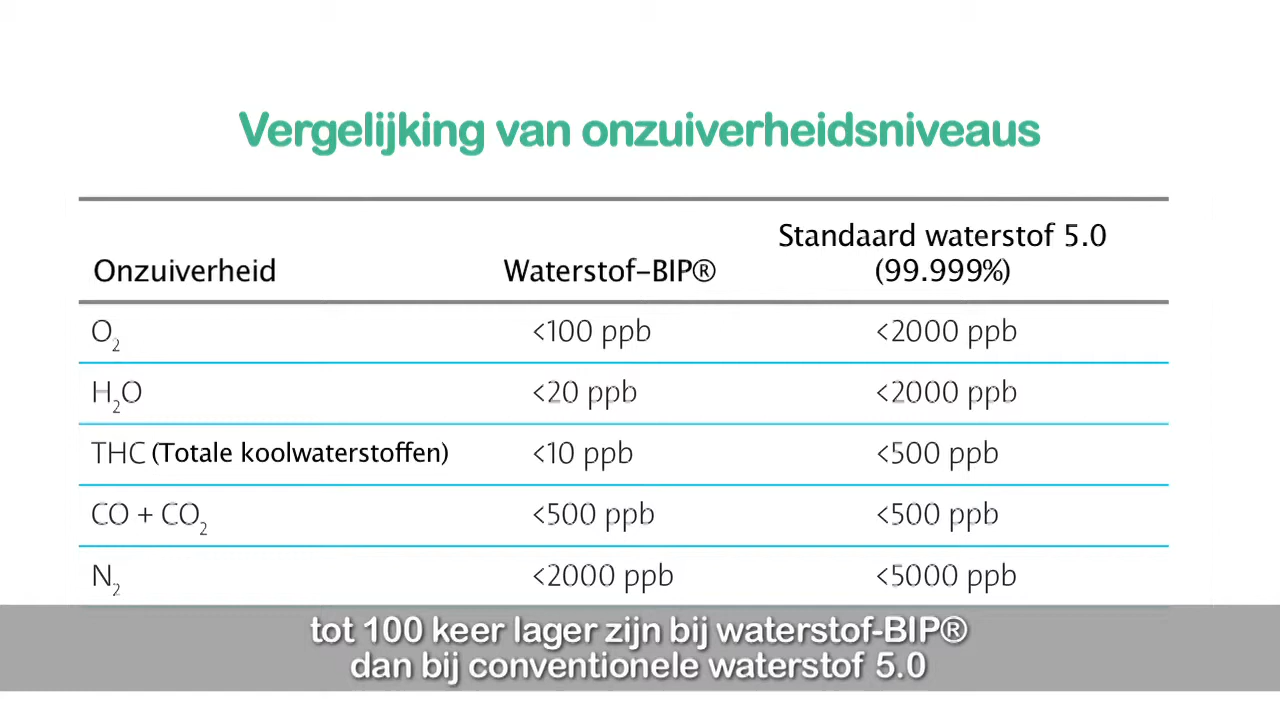 Vergelijking van onzuiverheidsniveaus
Standaard waterstof 5.0
Onzuiverheid Waterstof-BIP® (99.999%)
O₂ <100 ppb <2000 ppb
H₂O <20 ppb <2000 ppb
THC (Totale koolwaterstoffen) <10 ppb <500 ppb
CO + CO₂ <500 ppb <500 ppb
N₂ <2000 ppb <5000 ppb
tot 100 keer lager zijn bij waterstof-BIP®
dan bij conventionele waterstof 5.0